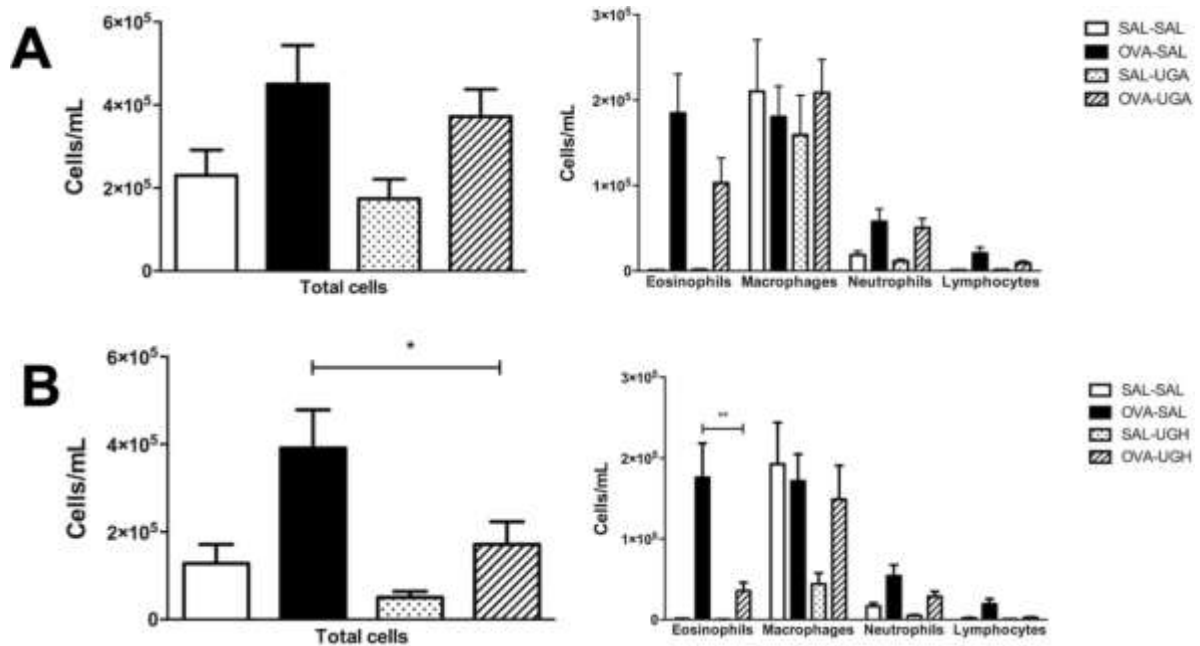 A
Cells/mL
6×10⁵
4×10⁵
2×10⁵
0
Total cells
Cells/mL
3×10⁵
2×10⁵
1×10⁵
0
Eosinophils Macrophages Neutrophils Lymphocytes
SAL-SAL
OVA-SAL
SAL-UGA
OVA-UGA
B
Cells/mL
6×10⁵
4×10⁵
2×10⁵
0
*
Total cells
Cells/mL
3×10⁵
2×10⁵
1×10⁵
0
**
Eosinophils Macrophages Neutrophils Lymphocytes
SAL-SAL
OVA-SAL
SAL-UGH
OVA-UGH